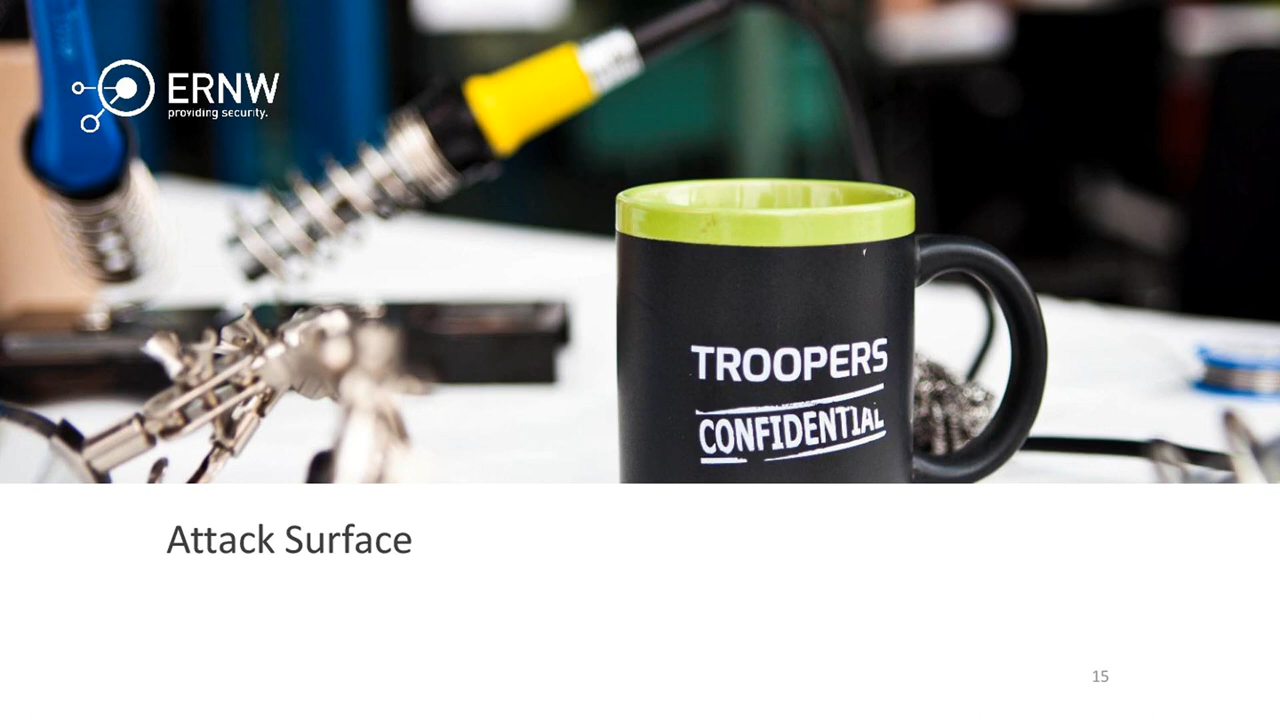 ERNW
providing security.
TROOPERS
CONFIDENTIAL
Attack Surface
15